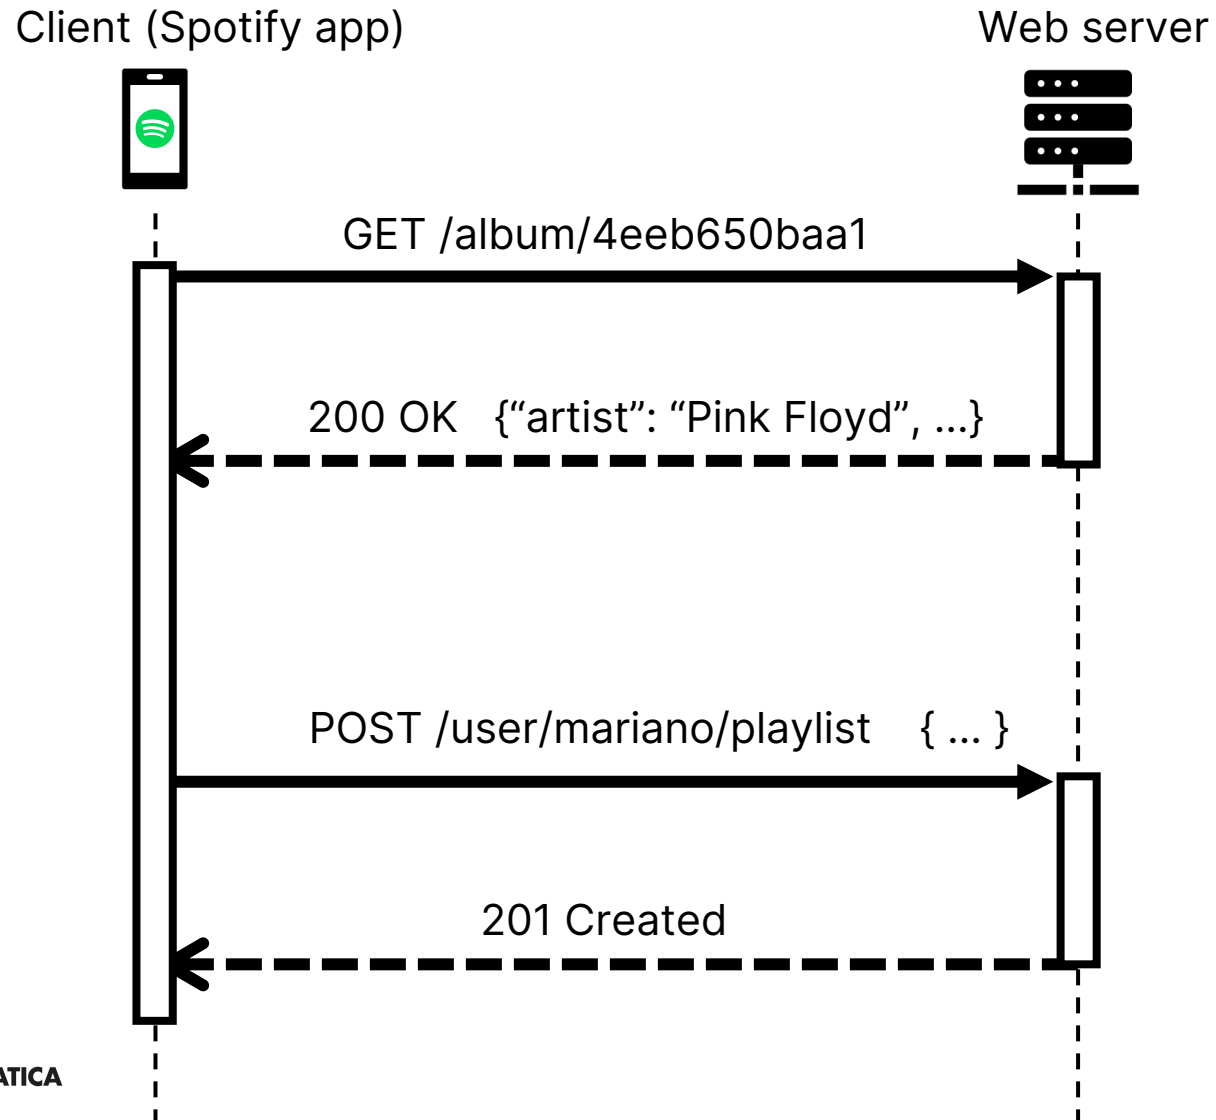 Client (Spotify app) Web server
GET /album/4eeb650baa1
200 OK {“artist”: “Pink Floyd”, ...}
POST /user/mariano/playlist { ... }
201 Created